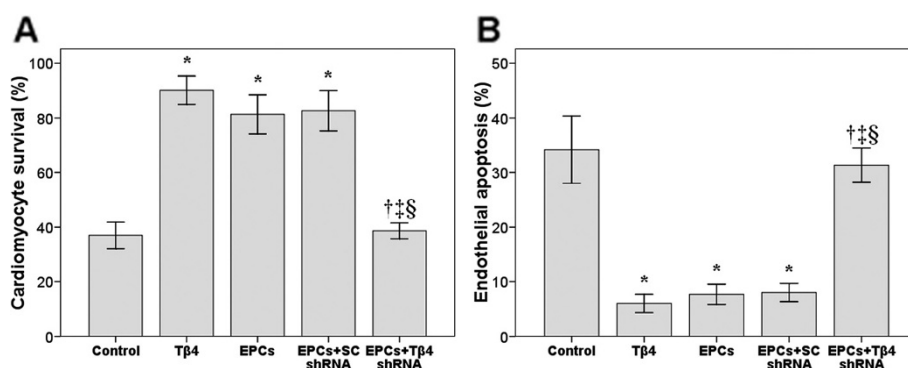 A
Cardiomyocyte survival (%)
100
80
60
40
20
0
*
*
*
†‡§
Control
Tβ4
EPCs
EPCs+SC
shRNA
EPCs+Tβ4
shRNA
B
Endothelial apoptosis (%)
50
40
30
20
10
0
*
*
*
†‡§
Control
Tβ4
EPCs
EPCs+SC
shRNA
EPCs+Tβ4
shRNA